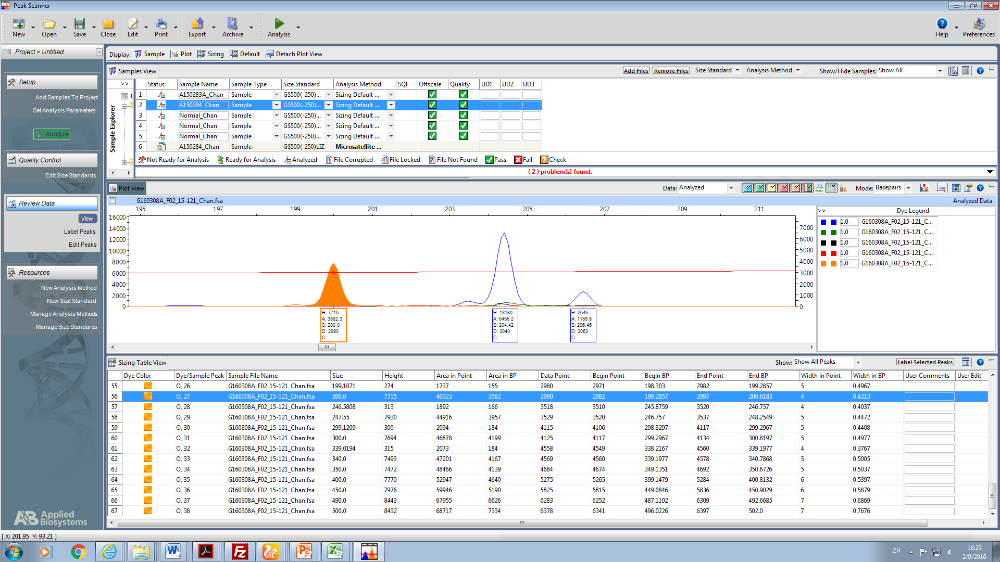 Peak Scanner
New Open Save Close Edit Print Export Archive Analysis Help Preferences
Project > Untitled
Setup
Add Samples To Project
Set Analysis Parameters
Analyze
Quality Control
Edit Size Standards
Review Data
View
Label Peaks
Edit Peaks
Resources
New Analysis Method
New Size Standard
Manage Analysis Methods
Manage Size Standards
AB Applied Biosystems
Display: Sample Plot Sizing Default Detach Plot View
Samples View Add Files Remove Files Size Standard Analysis Method Show/Hide Samples: Show All
>> Status Sample Name Sample Type Size Standard Analysis Method SQI Offscale Quality UD1 UD2 UD3
Sample Explorer
1 A150283A_Chan Sample GS500(-250)... Sizing Default ...
2 A150284_Chan Sample GS500(-250)... Sizing Default ...
3 Normal_Chan Sample GS500(-250)... Sizing Default ...
4 Normal_Chan Sample GS500(-250)... Sizing Default ...
5 Normal_Chan Sample GS500(-250)... Sizing Default ...
6 A150284_Chan Sample GS500(-250)LIZ Microsatellite ...
Not Ready for Analysis Ready for Analysis Analyzed File Corrupted File Locked File Not Found Pass Fail Check
( 2 ) problem(s) found.
Plot View Data: Analyzed Mode: Basepairs
G160308A_F02_15-121_Chan.fsa Analyzed Data
195 197 199 201 203 205 207 209 211
16000
14000
12000
10000
8000
6000
4000
2000
0
7000
6000
5000
4000
3000
2000
1000
0
H: 7715
A: 3582.3
S: 200.0
D: 2990
C:
H: 13180
A: 6456.2
S: 204.42
D: 3040
C:
H: 2646
A: 1189.8
S: 206.45
D: 3063
C:
>> Dye Legend
1.0 G160308A_F02_15-121_C...
1.0 G160308A_F02_15-121_C...
1.0 G160308A_F02_15-121_C...
1.0 G160308A_F02_15-121_C...
1.0 G160308A_F02_15-121_C...
Sizing Table View Show: Show All Peaks Label Selected Peaks
Dye Color Dye/Sample Peak Sample File Name Size Height Area in Point Area in BP Data Point Begin Point Begin BP End Point End BP Width in Point Width in BP User Comments User Edit
55 O, 26 G160308A_F02_15-121_Chan.fsa 199.1071 274 1737 155 2980 2971 198.303 2982 199.2857 5 0.4967
56 O, 27 G160308A_F02_15-121_Chan.fsa 200.0 7715 40323 3582 2990 2982 199.2857 2997 200.6183 4 0.4213
57 O, 28 G160308A_F02_15-121_Chan.fsa 246.5808 313 1892 166 3518 3510 245.8759 3520 246.757 4 0.4037
58 O, 29 G160308A_F02_15-121_Chan.fsa 247.55 7930 44916 3957 3529 3520 246.757 3537 248.2549 5 0.4472
59 O, 30 G160308A_F02_15-121_Chan.fsa 299.1209 300 2094 184 4115 4106 298.3297 4117 299.2967 5 0.4408
60 O, 31 G160308A_F02_15-121_Chan.fsa 300.0 7694 46878 4199 4125 4117 299.2967 4134 300.8197 5 0.4977
61 O, 32 G160308A_F02_15-121_Chan.fsa 339.0194 315 2073 184 4558 4549 338.2167 4560 339.1977 4 0.3767
62 O, 33 G160308A_F02_15-121_Chan.fsa 340.0 7493 47201 4167 4569 4560 339.1977 4578 340.7868 5 0.5005
63 O, 34 G160308A_F02_15-121_Chan.fsa 350.0 7472 48466 4139 4684 4674 349.1351 4692 350.6726 5 0.5037
64 O, 35 G160308A_F02_15-121_Chan.fsa 400.0 7770 52947 4640 5275 5265 399.1479 5284 400.8132 6 0.5397
65 O, 36 G160308A_F02_15-121_Chan.fsa 450.0 7976 59946 5190 5825 5815 449.0846 5836 450.9029 6 0.5879
66 O, 37 G160308A_F02_15-121_Chan.fsa 490.0 8443 67955 6626 6283 6252 487.1102 6309 492.6685 7 0.6869
67 O, 38 G160308A_F02_15-121_Chan.fsa 500.0 8432 68717 7334 6378 6341 496.0226 6397 502.0 7 0.7676
[ X: 201.95 Y: 93.21 ]
ZH 16:23
2/9/2016